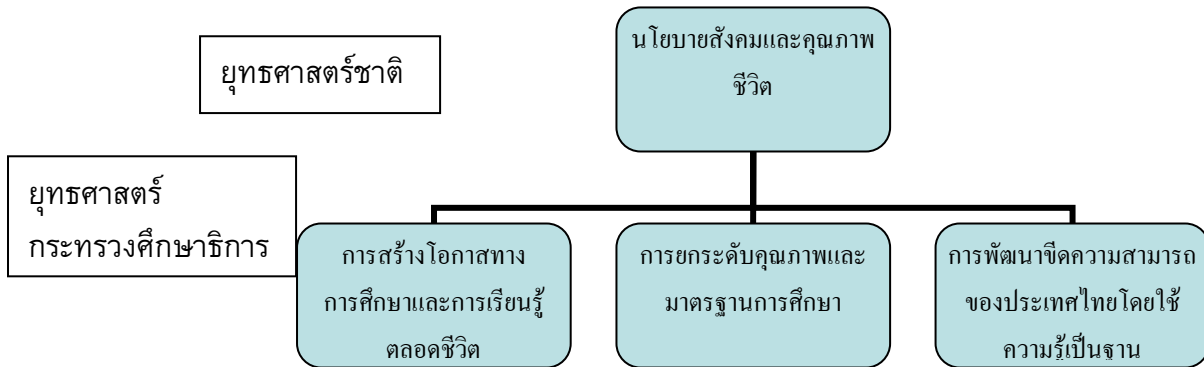 ยุทธศาสตร์ชาติ
นโยบายสังคมและคุณภาพ
ชีวิต
ยุทธศาสตร์
กระทรวงศึกษาธิการ
การสร้างโอกาสทาง
การศึกษาและการเรียนรู้
ตลอดชีวิต
การยกระดับคุณภาพและ
มาตรฐานการศึกษา
การพัฒนาขีดความสามารถ
ของประเทศไทยโดยใช้
ความรู้เป็นฐาน